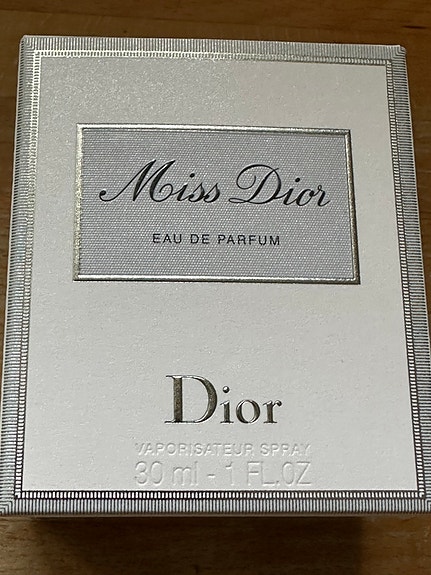 Miss Dior
EAU DE PARFUM
Dior
VAPORISATEUR SPRAY
30 ml - 1 FL.OZ